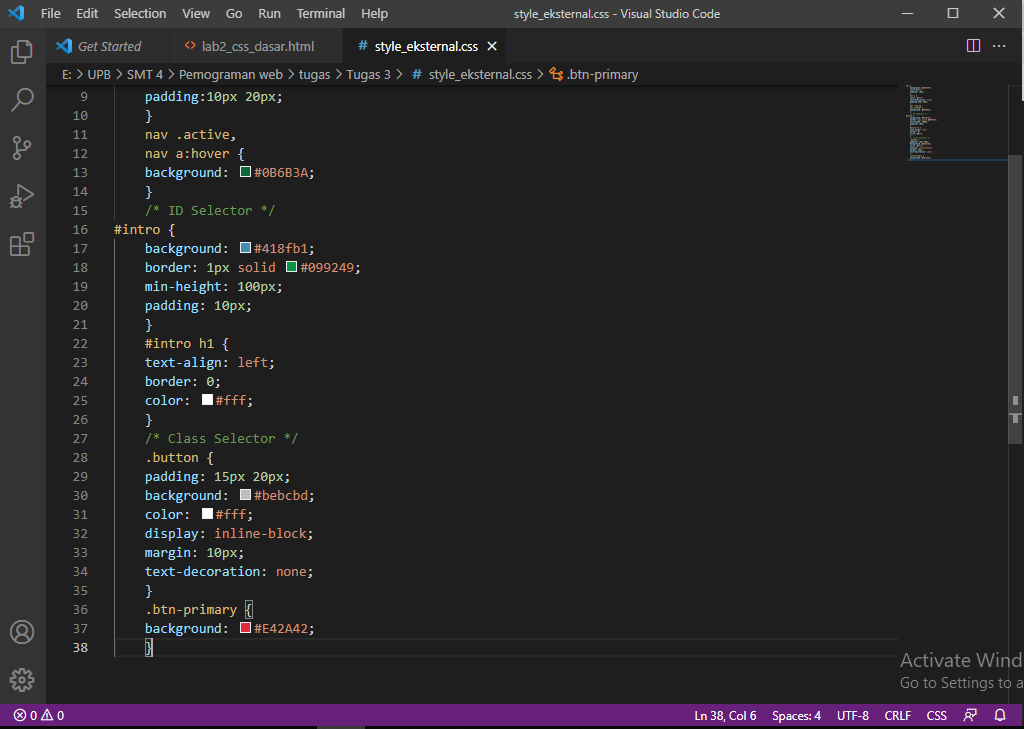 File Edit Selection View Go Run Terminal Help style_eksternal.css - Visual Studio Code
Get Started lab2_css_dasar.html # style_eksternal.css
E: > UPB > SMT 4 > Pemograman web > tugas > Tugas 3 > # style_eksternal.css > .btn-primary
9 padding:10px 20px;
10 }
11 nav .active,
12 nav a:hover {
13 background: #0B6B3A;
14 }
15 /* ID Selector */
16 #intro {
17 background: #418fb1;
18 border: 1px solid #099249;
19 min-height: 100px;
20 padding: 10px;
21 }
22 #intro h1 {
23 text-align: left;
24 border: 0;
25 color: #fff;
26 }
27 /* Class Selector */
28 .button {
29 padding: 15px 20px;
30 background: #bebcbd;
31 color: #fff;
32 display: inline-block;
33 margin: 10px;
34 text-decoration: none;
35 }
36 .btn-primary {
37 background: #E42A42;
38 }
Activate Wind
Go to Settings to a
0 0 Ln 38, Col 6 Spaces: 4 UTF-8 CRLF CSS